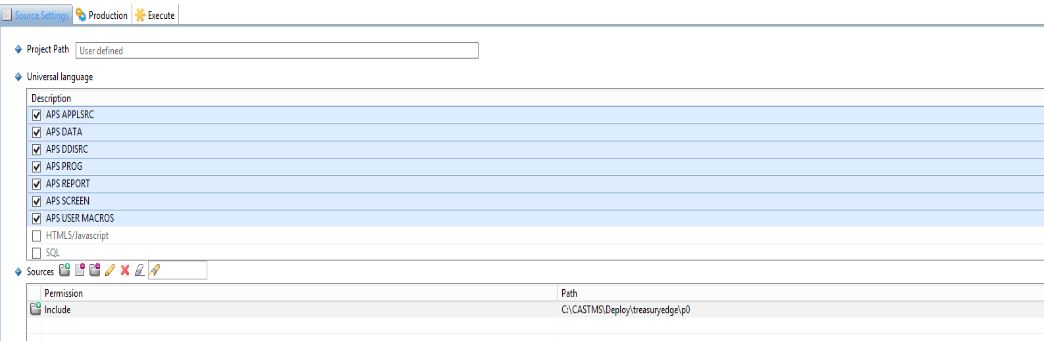 Source Settings Production Execute
Project Path User defined
Universal language
Description
APS APPLSRC
APS DATA
APS DDISRC
APS PROG
APS REPORT
APS SCREEN
APS USER MACROS
HTML5/Javascript
SQL
Sources
Permission Path
Include C:\CASTMS\Deploy\treasuryedge\p0